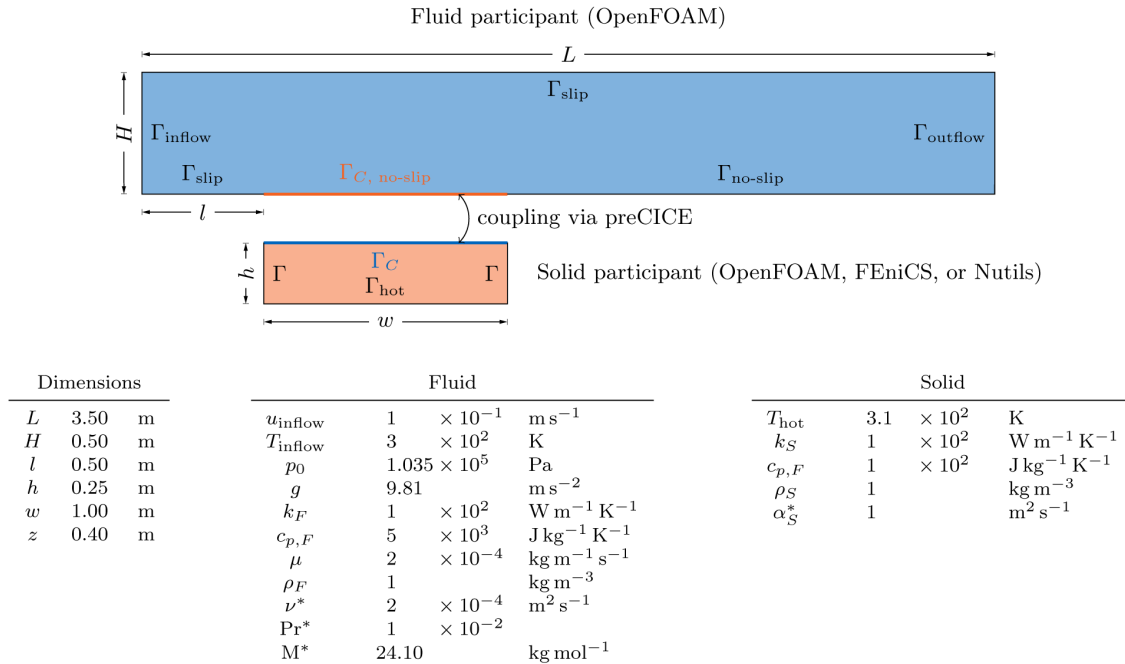 Fluid participant (OpenFOAM)
L
Γslip
H
Γinflow
Γoutflow
Γslip
ΓC, no-slip
Γno-slip
l
coupling via preCICE
h
Γ
ΓC
Γ
Γhot
Solid participant (OpenFOAM, FEniCS, or Nutils)
w
Dimensions
L 3.50 m
H 0.50 m
l 0.50 m
h 0.25 m
w 1.00 m
z 0.40 m
Fluid
uinflow 1 × 10⁻¹ m s⁻¹
Tinflow 3 × 10² K
p₀ 1.035 × 10⁵ Pa
g 9.81 m s⁻²
kF 1 × 10² W m⁻¹ K⁻¹
cp,F 5 × 10³ J kg⁻¹ K⁻¹
μ 2 × 10⁻⁴ kg m⁻¹ s⁻¹
ρF 1 kg m⁻³
ν* 2 × 10⁻⁴ m² s⁻¹
Pr* 1 × 10⁻²
M* 24.10 kg mol⁻¹
Solid
Thot 3.1 × 10² K
kS 1 × 10² W m⁻¹ K⁻¹
cp,F 1 × 10² J kg⁻¹ K⁻¹
ρS 1 kg m⁻³
α*S 1 m² s⁻¹